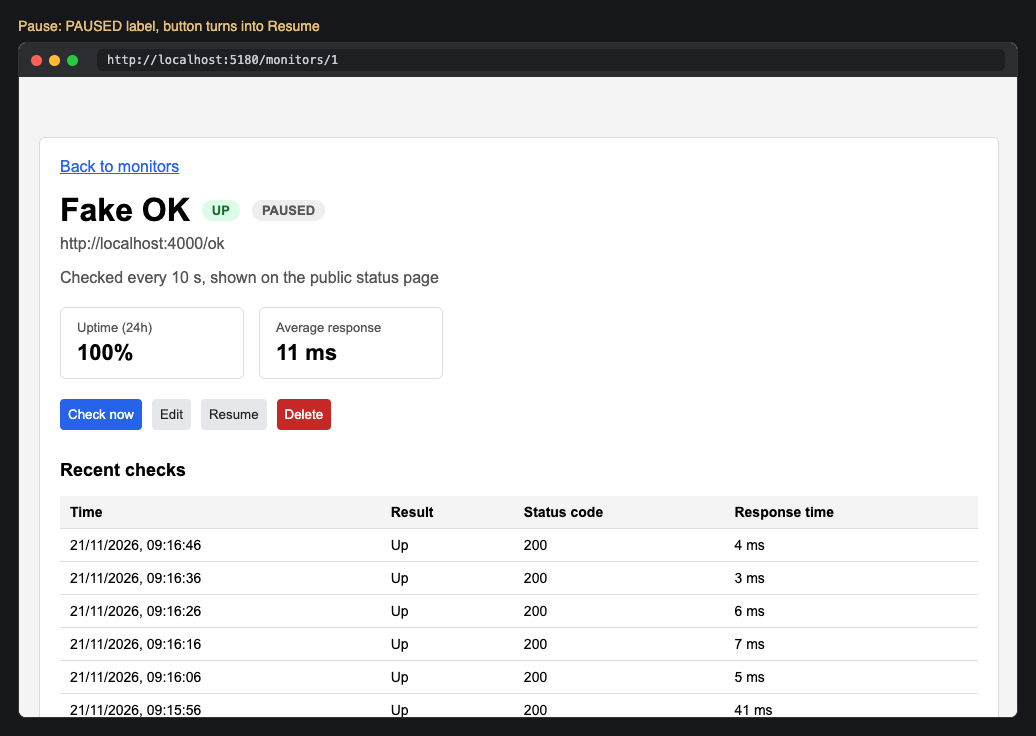 Pause: PAUSED label, button turns into Resume
http://localhost:5180/monitors/1
Back to monitors
Fake OK UP PAUSED
http://localhost:4000/ok
Checked every 10 s, shown on the public status page
Uptime (24h) Average response
100% 11 ms
Check now Edit Resume Delete
Recent checks
Time Result Status code Response time
21/11/2026, 09:16:46 Up 200 4 ms
21/11/2026, 09:16:36 Up 200 3 ms
21/11/2026, 09:16:26 Up 200 6 ms
21/11/2026, 09:16:16 Up 200 7 ms
21/11/2026, 09:16:06 Up 200 5 ms
21/11/2026, 09:15:56 Up 200 41 ms